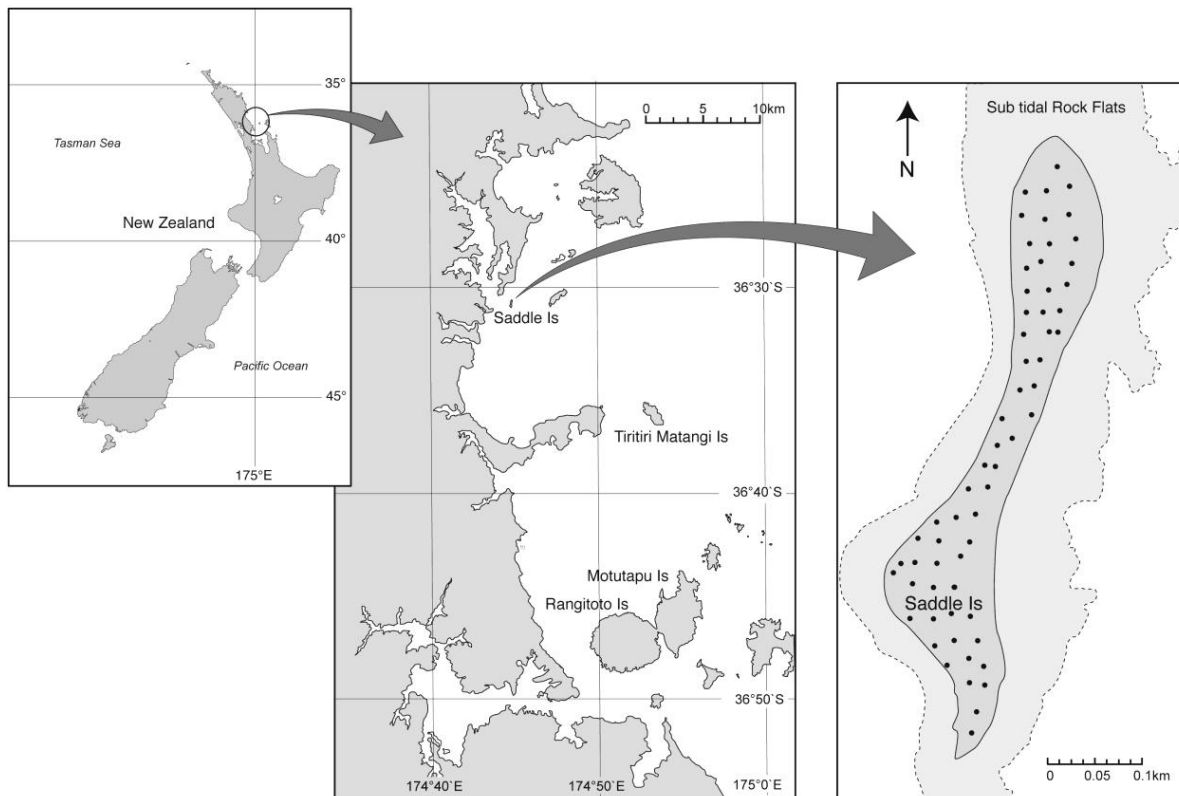 35°
Tasman Sea
New Zealand
40°
Pacific Ocean
45°
175°E
0 5 10km
36°30`S
Saddle Is
Tiritiri Matangi Is
36°40`S
Motutapu Is
Rangitoto Is
36°50`S
174°40`E
174°50`E
175°0`E
Sub tidal Rock Flats
N
Saddle Is
0 0.05 0.1km